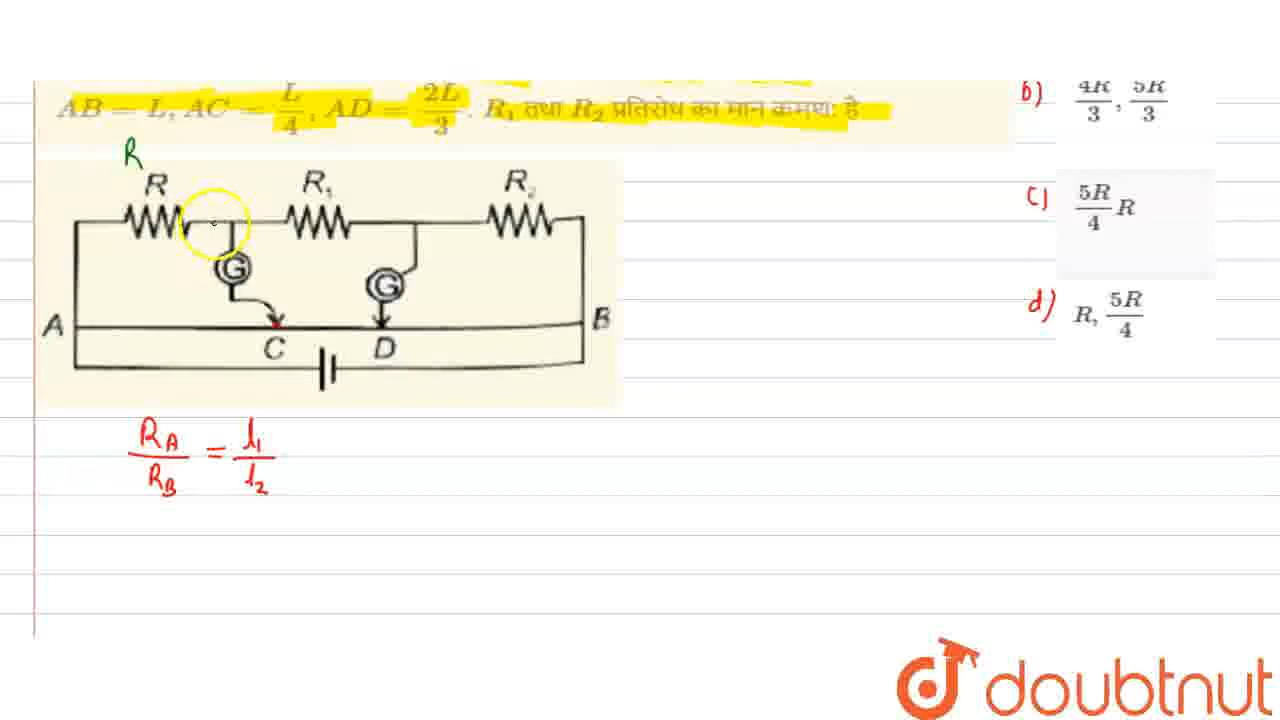 AB = L, AC = L/4, AD = 2L/3. R₁ तथा R₂ प्रतिरोध का मान क्रमश: है
b) 4R/3, 5R/3
c) 5R/4 R
d) R, 5R/4
R
R R₁ R₂
G G
A B
C D
R_A/R_B = l₁/l₂
doubtnut